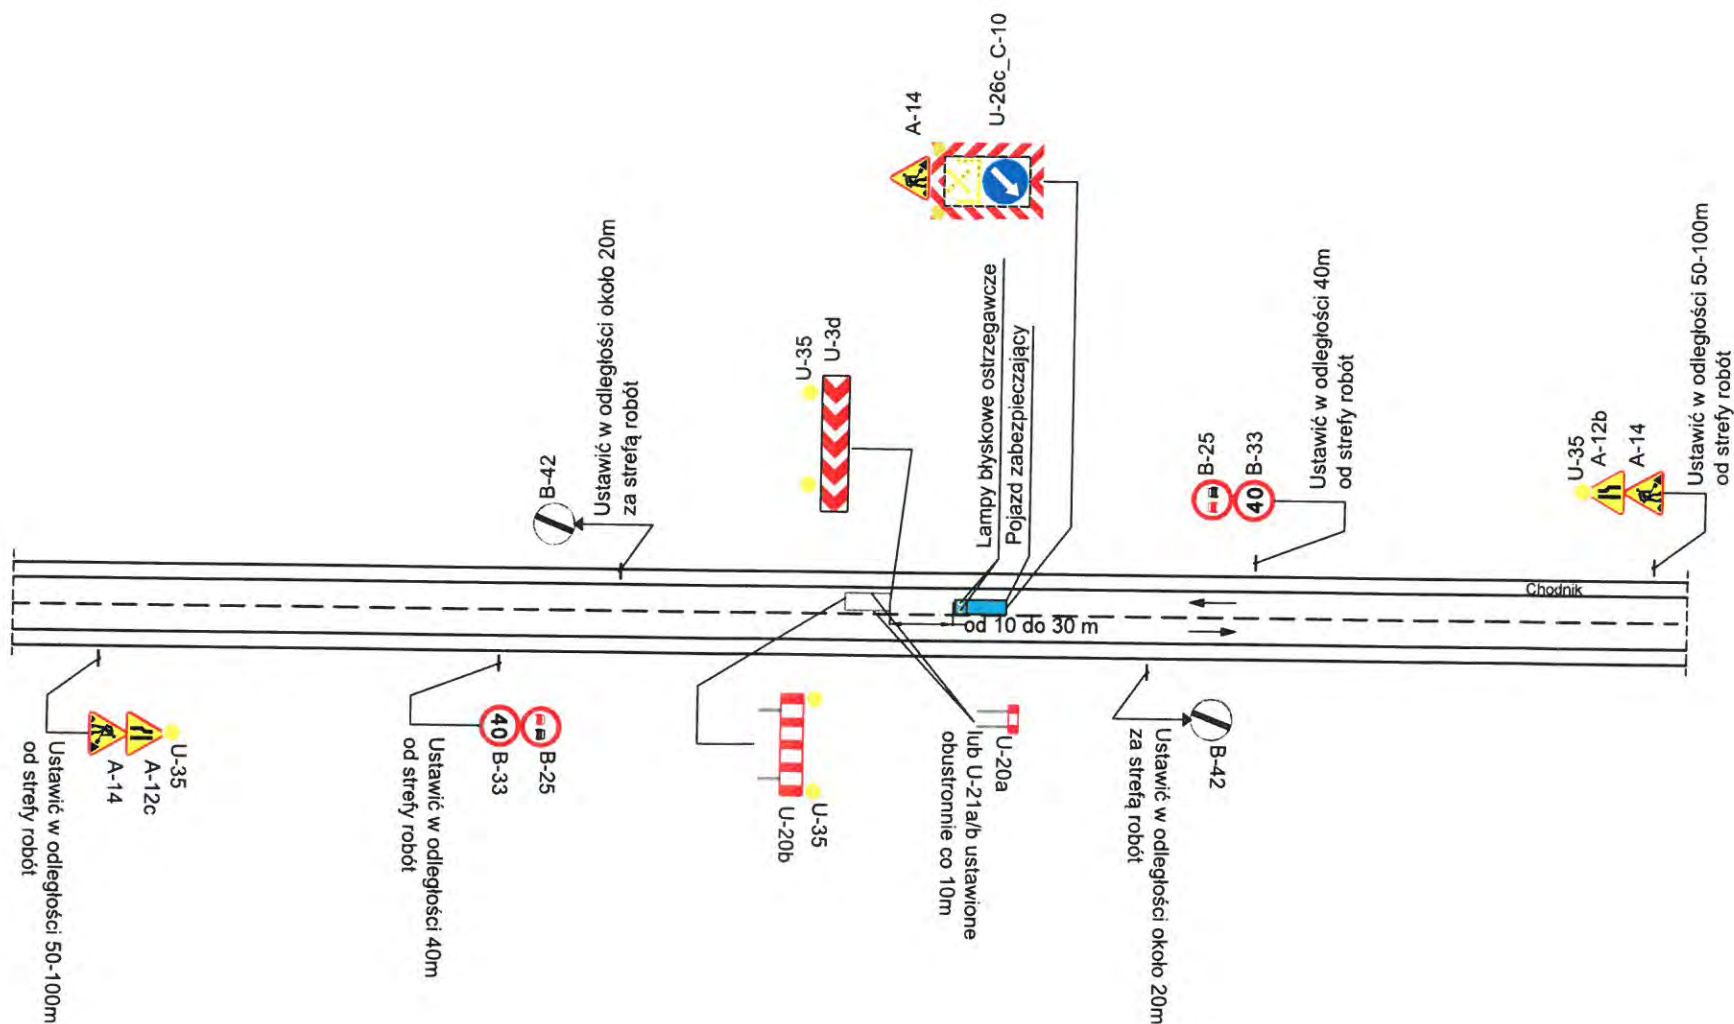 A-14
U-26c_C-10
Lampy błyskowe ostrzegawcze
Pojazd zabezpieczający
U-35
U-3d
B-42
Ustawić w odległości około 20m
za strefą robót
B-25
B-33
40
Ustawić w odległości 40m
od strefy robót
U-35
A-12b
A-14
Ustawić w odległości 50-100m
od strefy robót
Chodnik
od 10 do 30 m
U-35
A-12c
A-14
Ustawić w odległości 50-100m
od strefy robót
40
B-25
B-33
Ustawić w odległości 40m
od strefy robót
U-35
U-20b
U-20a
lub U-21a/b ustawione
obustronnie co 10m
B-42
Ustawić w odległości około 20m
za strefą robót